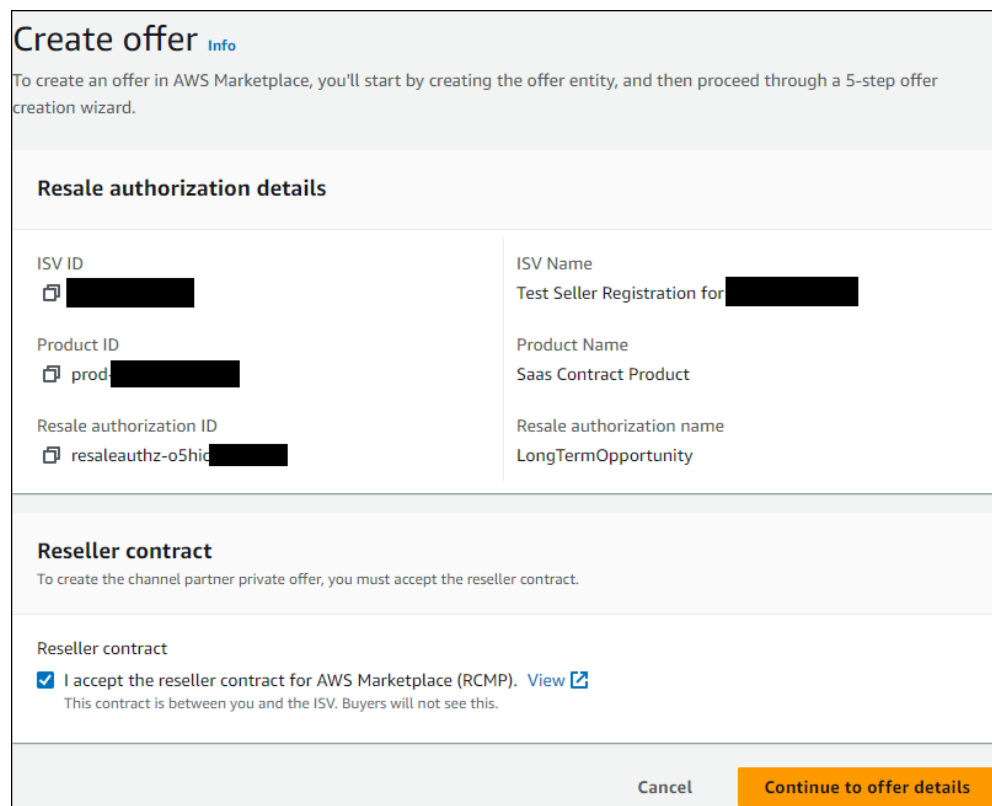 Create offer Info
To create an offer in AWS Marketplace, you'll start by creating the offer entity, and then proceed through a 5-step offer
creation wizard.
Resale authorization details
ISV ID
ISV Name
Test Seller Registration for
Product ID
prod-
Product Name
Saas Contract Product
Resale authorization ID
resaleauthz-o5hic
Resale authorization name
LongTermOpportunity
Reseller contract
To create the channel partner private offer, you must accept the reseller contract.
Reseller contract
I accept the reseller contract for AWS Marketplace (RCMP). View
This contract is between you and the ISV. Buyers will not see this.
Cancel
Continue to offer details